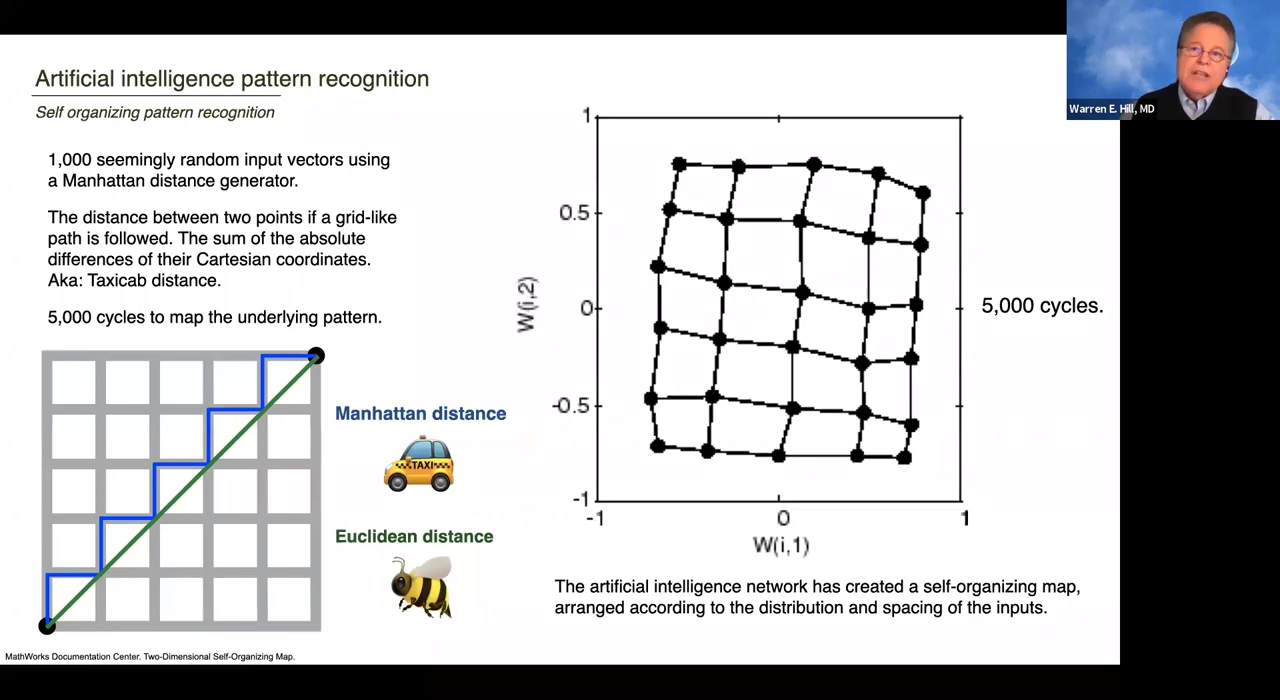 Artificial intelligence pattern recognition
Self organizing pattern recognition
1,000 seemingly random input vectors using
a Manhattan distance generator.
The distance between two points if a grid-like
path is followed. The sum of the absolute
differences of their Cartesian coordinates.
Aka: Taxicab distance.
5,000 cycles to map the underlying pattern.
Manhattan distance
TAXI
Euclidean distance
MathWorks Documentation Center. Two-Dimensional Self-Organizing Map.
1
0.5
0
-0.5
-1
W(i,2)
-1
0
1
W(i,1)
5,000 cycles.
The artificial intelligence network has created a self-organizing map,
arranged according to the distribution and spacing of the inputs.
Warren E. Hill, MD